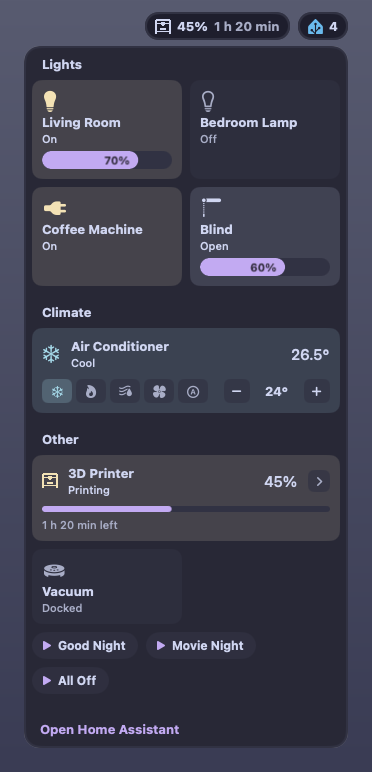 45% 1 h 20 min 4
Lights
Living Room
On
70%
Bedroom Lamp
Off
Coffee Machine
On
Blind
Open
60%
Climate
Air Conditioner
Cool
26.5°
A
− 24° +
Other
3D Printer
Printing
45%
1 h 20 min left
Vacuum
Docked
Good Night
Movie Night
All Off
Open Home Assistant